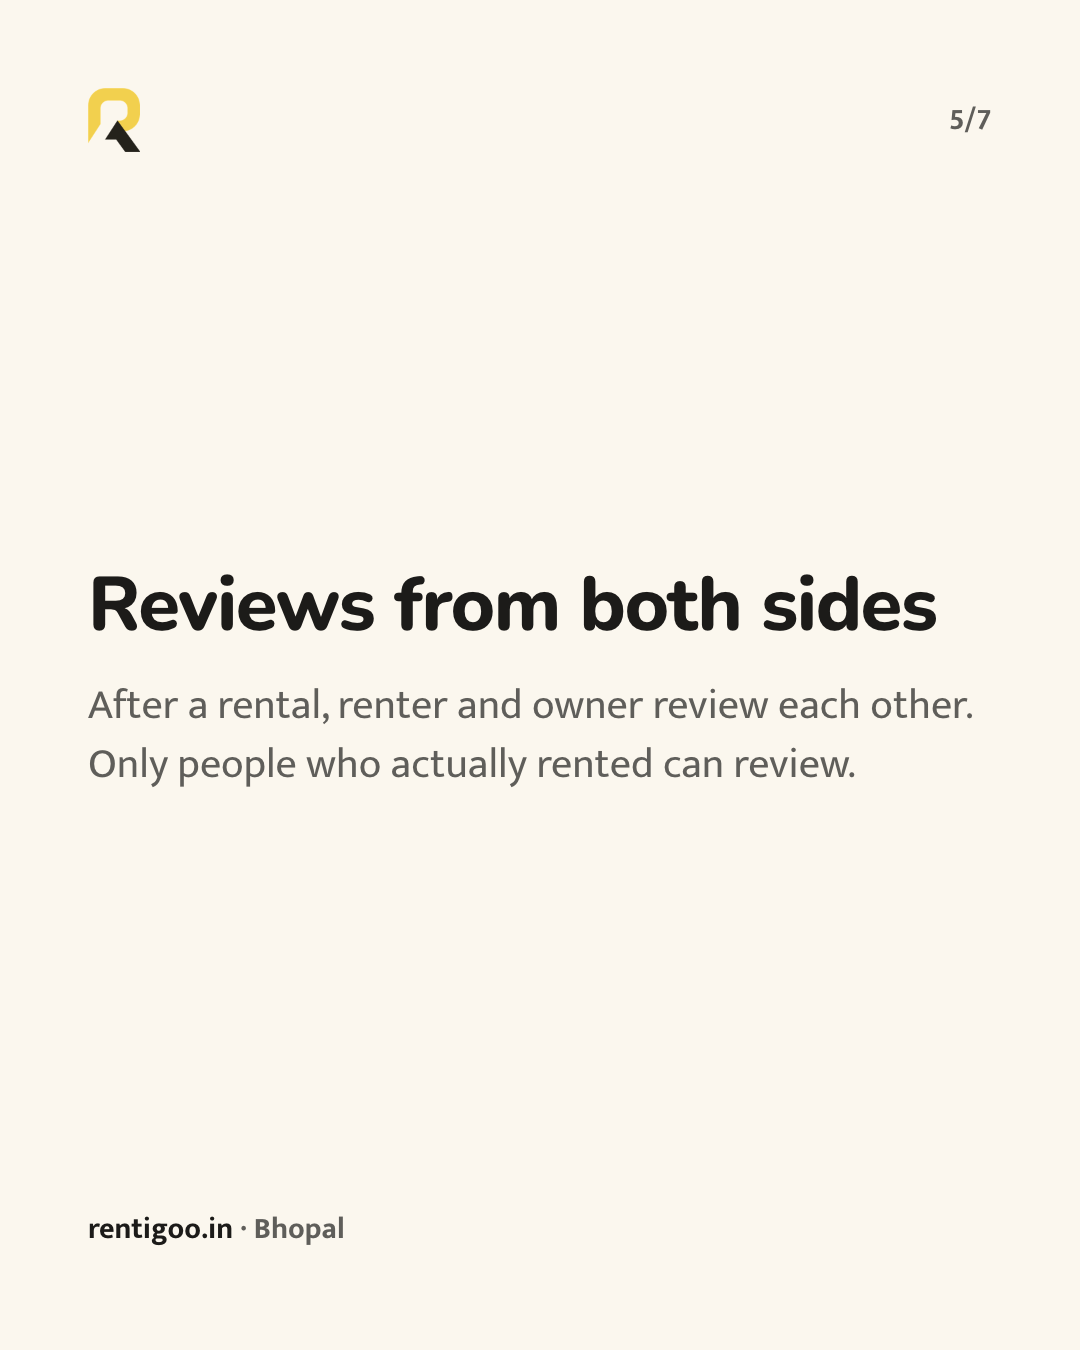 5/7
Reviews from both sides
After a rental, renter and owner review each other.
Only people who actually rented can review.
rentigoo.in · Bhopal